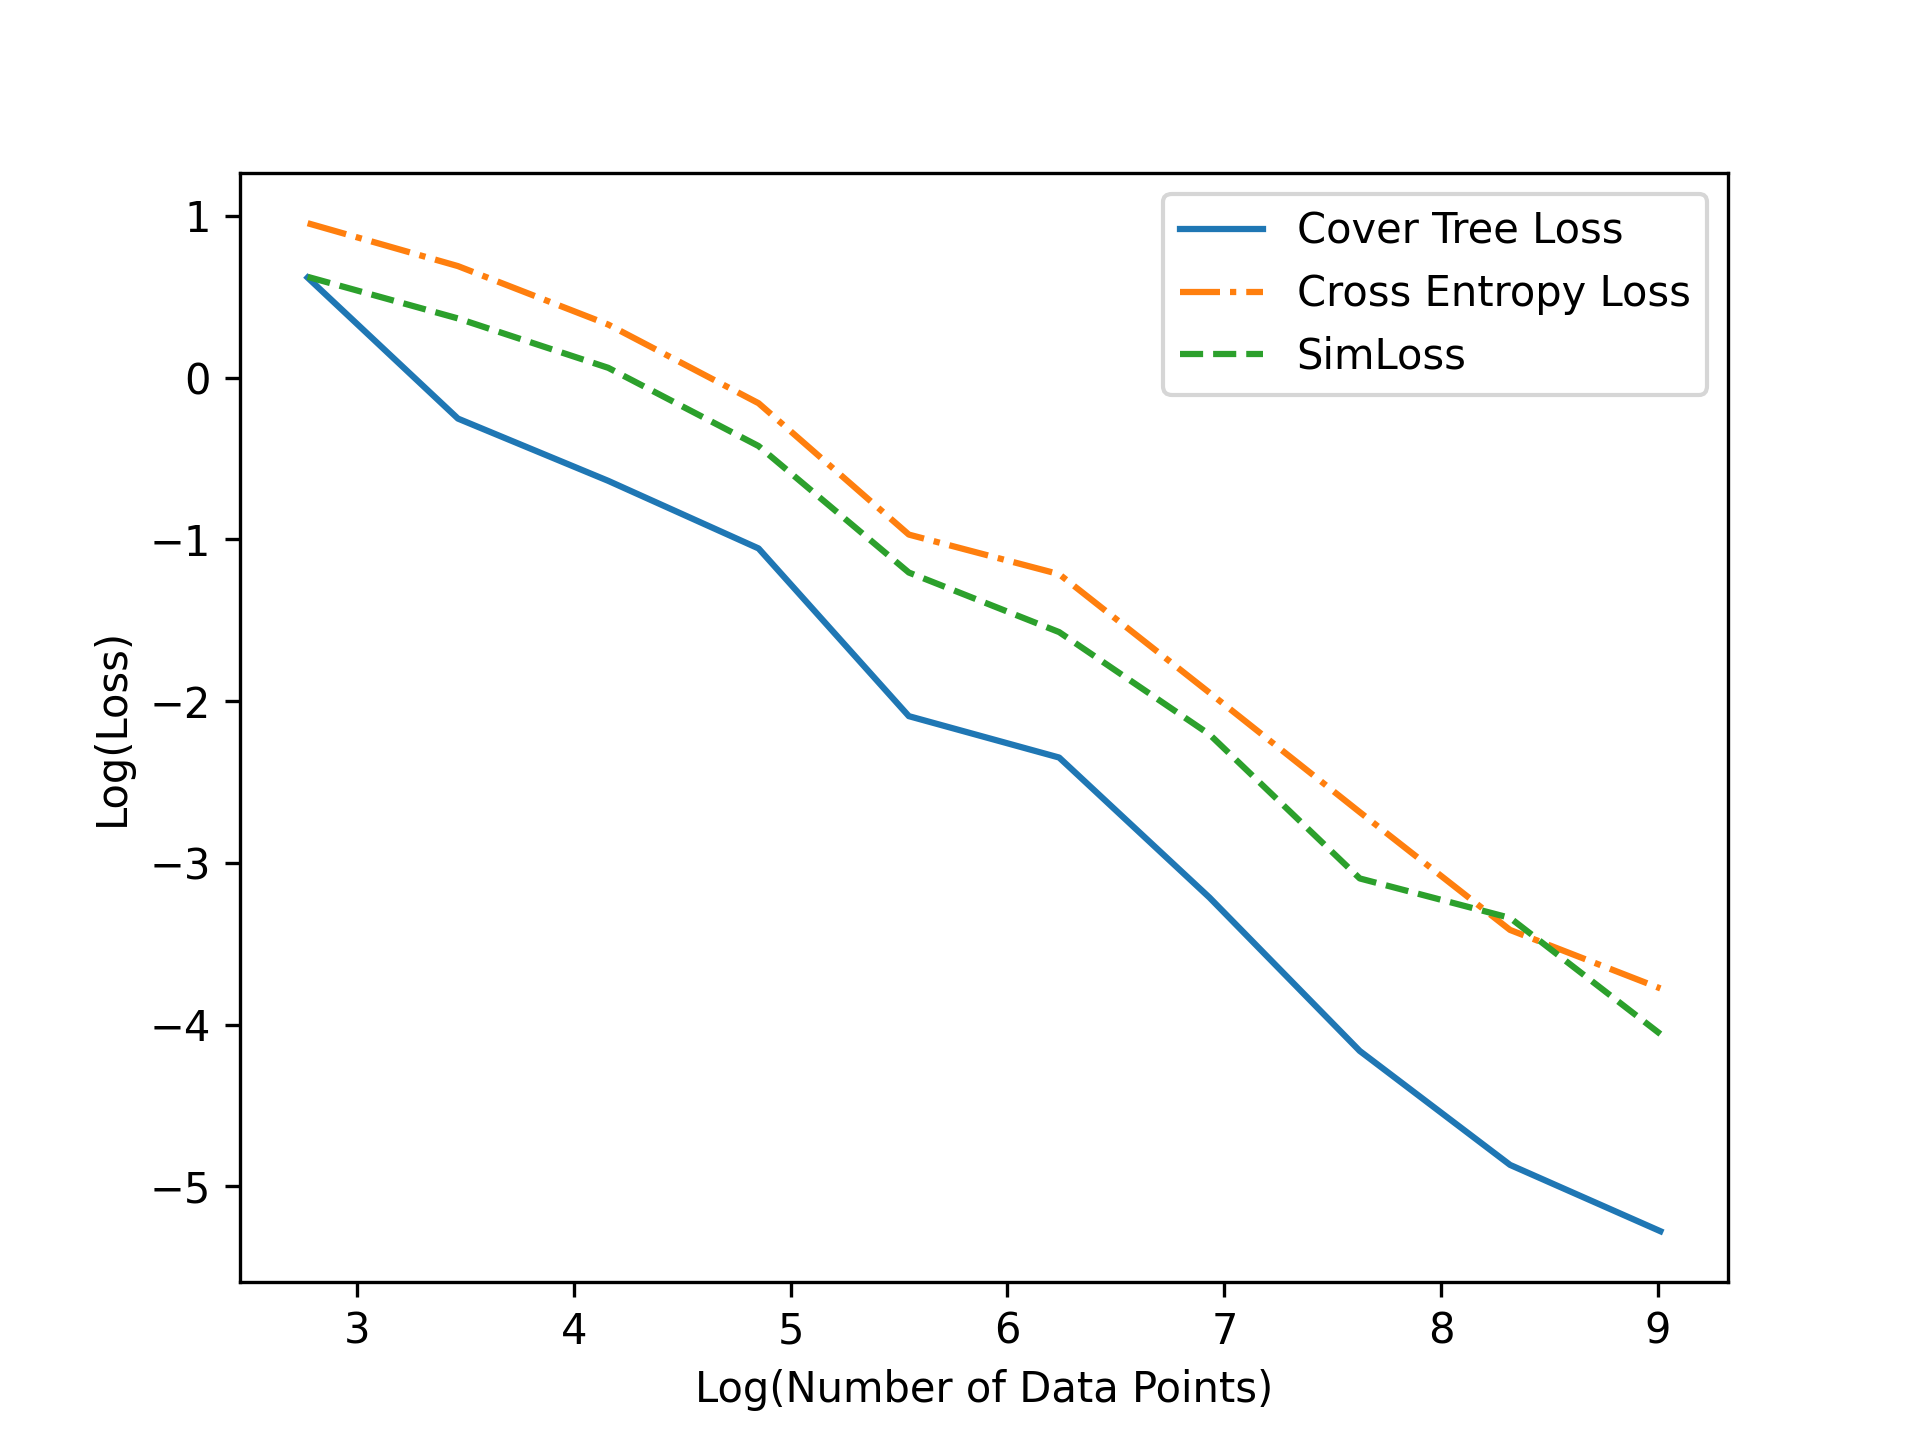 Cover Tree Loss
Cross Entropy Loss
SimLoss
1
0
−1
−2
−3
−4
−5
Log(Loss)
3 4 5 6 7 8 9
Log(Number of Data Points)